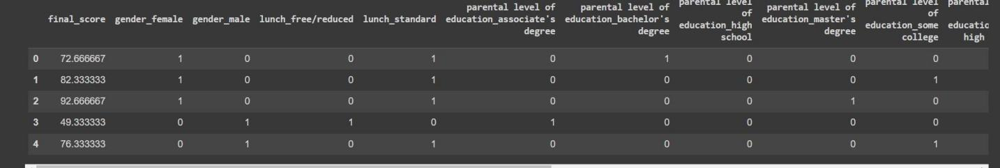 parental level of parental level of parental level parental level of parental level parental
final_score gender_female gender_male lunch_free/reduced lunch_standard education_associate's education_bachelor's of education_master's of
degree degree education_high degree education_some educatio
school college high
0 72.666667 1 0 0 1 0 1 0 0 0
1 82.333333 1 0 0 1 0 0 0 0 1
2 92.666667 1 0 0 1 0 0 0 1 0
3 49.333333 0 1 1 0 1 0 0 0 0
4 76.333333 0 1 0 1 0 0 0 0 1